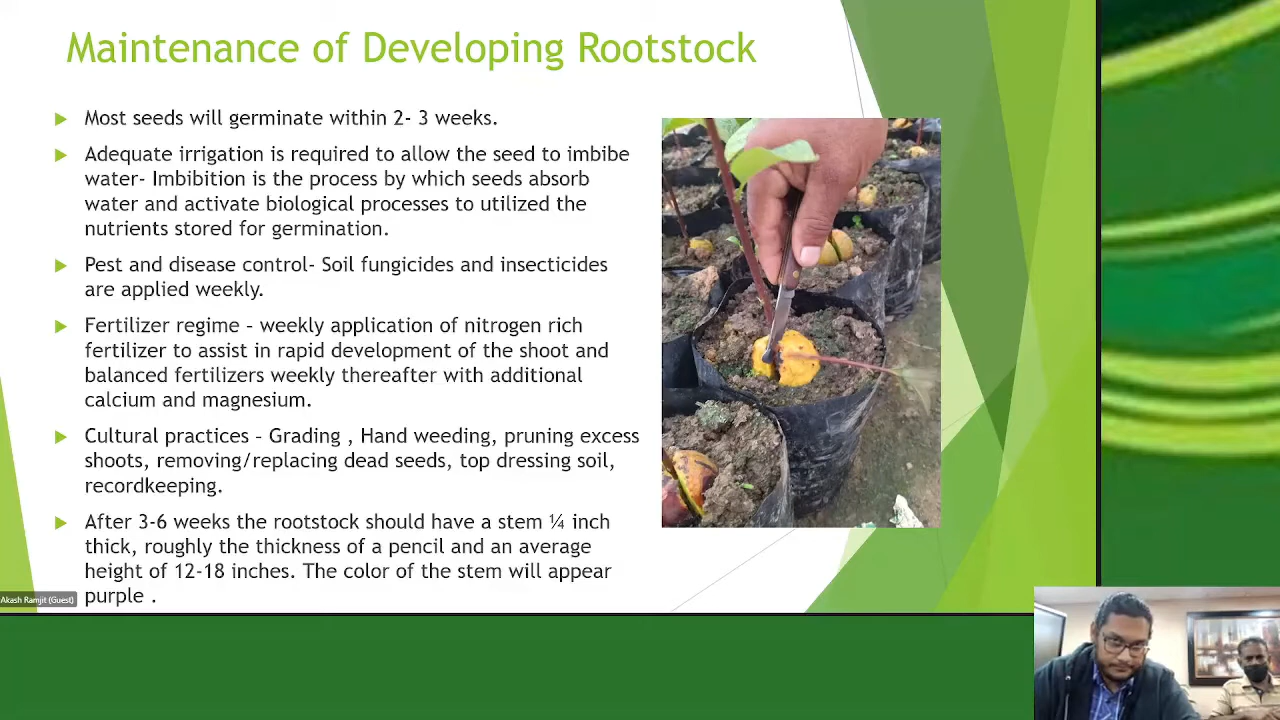 Maintenance of Developing Rootstock
Most seeds will germinate within 2- 3 weeks.
Adequate irrigation is required to allow the seed to imbibe
water- Imbibition is the process by which seeds absorb
water and activate biological processes to utilized the
nutrients stored for germination.
Pest and disease control- Soil fungicides and insecticides
are applied weekly.
Fertilizer regime – weekly application of nitrogen rich
fertilizer to assist in rapid development of the shoot and
balanced fertilizers weekly thereafter with additional
calcium and magnesium.
Cultural practices – Grading , Hand weeding, pruning excess
shoots, removing/replacing dead seeds, top dressing soil,
recordkeeping.
After 3-6 weeks the rootstock should have a stem ¼ inch
thick, roughly the thickness of a pencil and an average
height of 12-18 inches. The color of the stem will appear
purple .
Akash Ramjit (Guest)